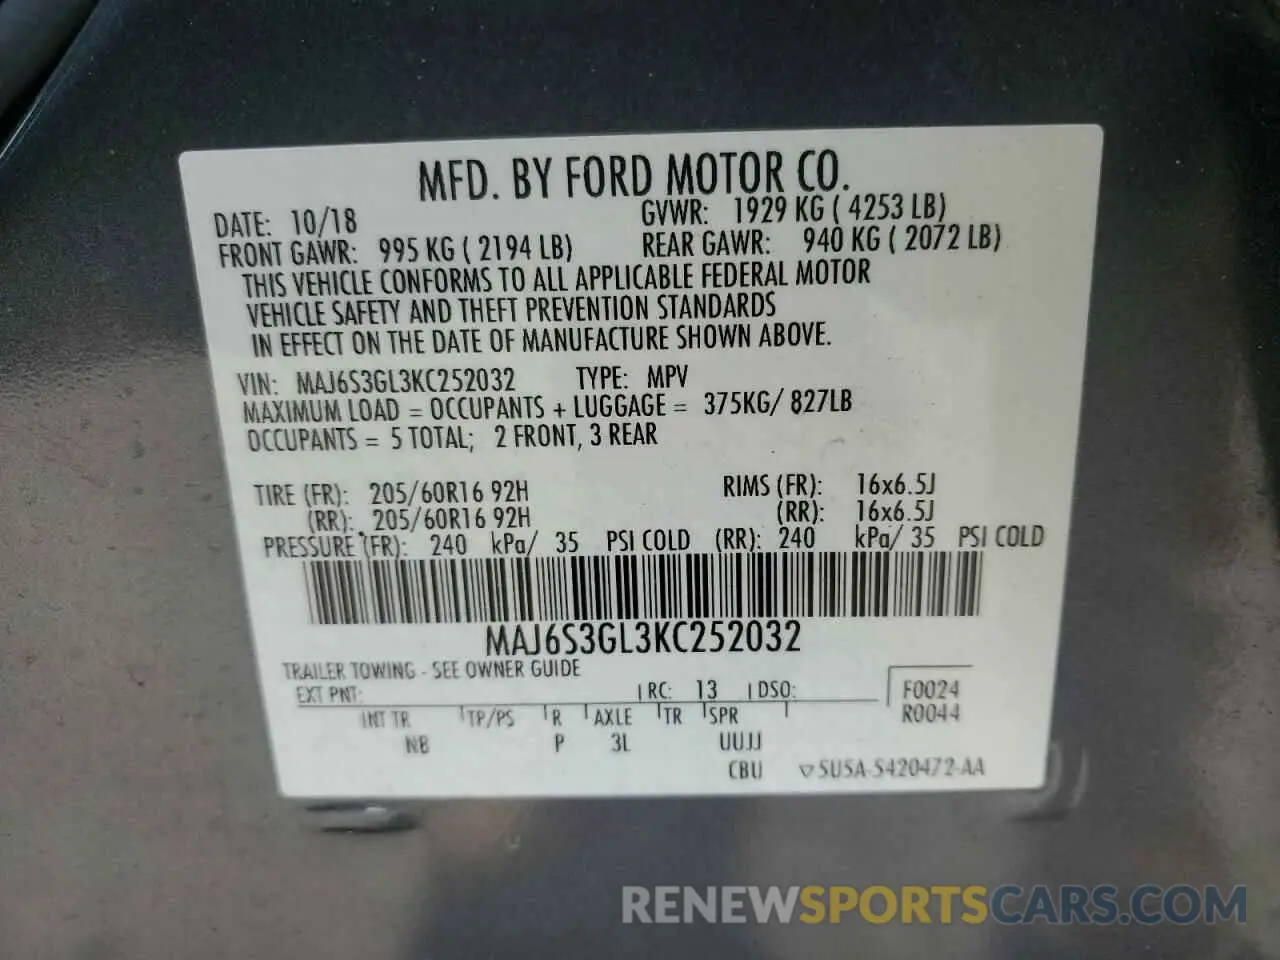 MFD. BY FORD MOTOR CO.
DATE: 10/18 GVWR: 1929 KG ( 4253 LB)
FRONT GAWR: 995 KG ( 2194 LB) REAR GAWR: 940 KG ( 2072 LB)
THIS VEHICLE CONFORMS TO ALL APPLICABLE FEDERAL MOTOR
VEHICLE SAFETY AND THEFT PREVENTION STANDARDS
IN EFFECT ON THE DATE OF MANUFACTURE SHOWN ABOVE.
VIN: MAJ6S3GL3KC252032 TYPE: MPV
MAXIMUM LOAD = OCCUPANTS + LUGGAGE = 375KG/ 827LB
OCCUPANTS = 5 TOTAL; 2 FRONT, 3 REAR
TIRE (FR): 205/60R16 92H RIMS (FR): 16x6.5J
(RR): 205/60R16 92H (RR): 16x6.5J
PRESSURE (FR): 240 kPa/ 35 PSI COLD (RR): 240 kPa/ 35 PSI COLD
MAJ6S3GL3KC252032
TRAILER TOWING - SEE OWNER GUIDE
EXT PNT: RC: 13 DSO: F0024
INT TR TP/PS R AXLE TR SPR R0044
NB P 3L UUJJ
CBU ▽SU5A-5420472-AA
RENEWSPORTSCARS.COM